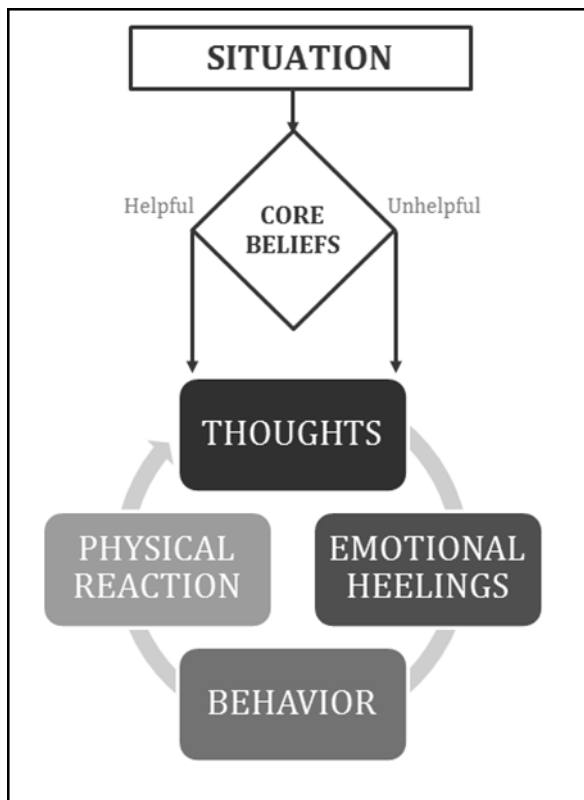 SITUATION
Helpful
Unhelpful
CORE
BELIEFS
THOUGHTS
PHYSICAL
REACTION
EMOTIONAL
HEELINGS
BEHAVIOR